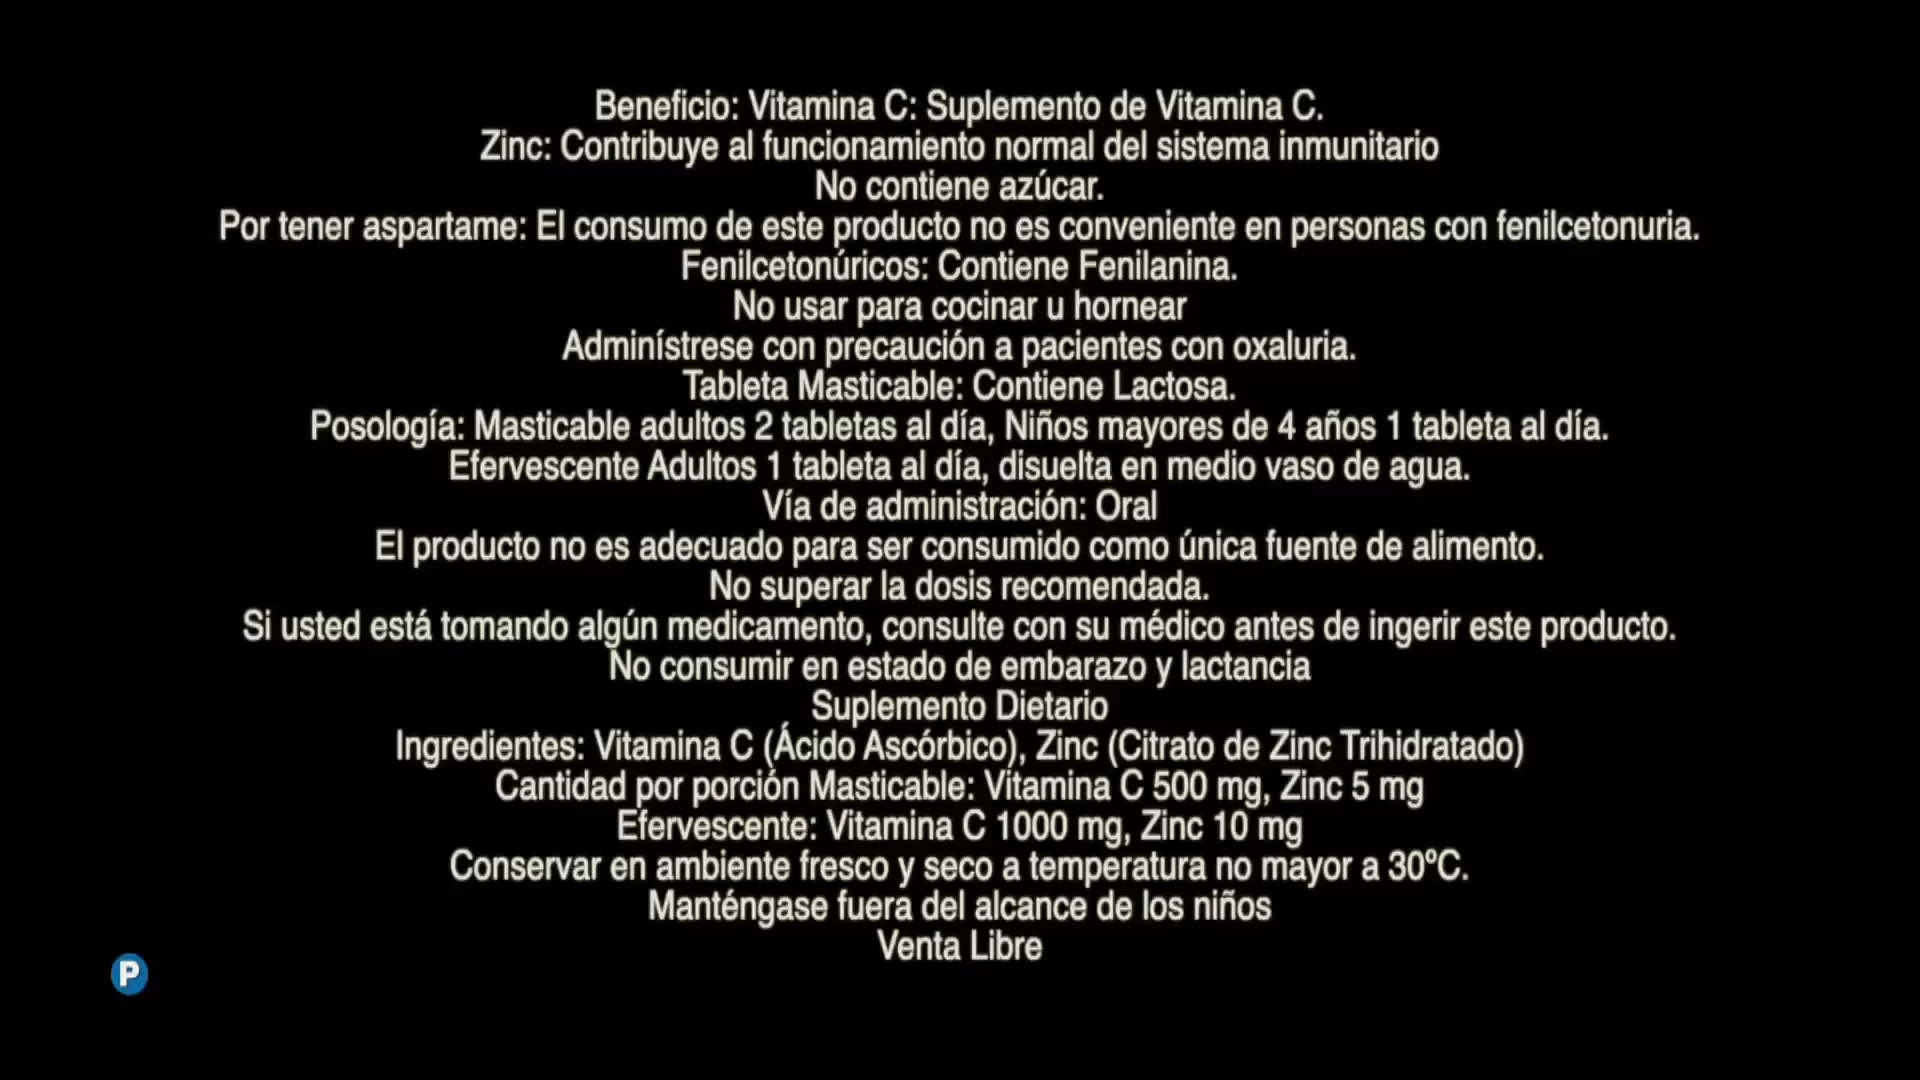 Beneficio: Vitamina C: Suplemento de Vitamina C.
Zinc: Contribuye al funcionamiento normal del sistema inmunitario
No contiene azúcar.
Por tener aspartame: El consumo de este producto no es conveniente en personas con fenilcetonuria.
Fenilcetonúricos: Contiene Fenilanina.
No usar para cocinar u hornear
Adminístrese con precaución a pacientes con oxaluria.
Tableta Masticable: Contiene Lactosa.
Posología: Masticable adultos 2 tabletas al día, Niños mayores de 4 años 1 tableta al día.
Efervescente Adultos 1 tableta al día, disuelta en medio vaso de agua.
Vía de administración: Oral
El producto no es adecuado para ser consumido como única fuente de alimento.
No superar la dosis recomendada.
Si usted está tomando algún medicamento, consulte con su médico antes de ingerir este producto.
No consumir en estado de embarazo y lactancia
Suplemento Dietario
Ingredientes: Vitamina C (Ácido Ascórbico), Zinc (Citrato de Zinc Trihidratado)
Cantidad por porción Masticable: Vitamina C 500 mg, Zinc 5 mg
Efervescente: Vitamina C 1000 mg, Zinc 10 mg
Conservar en ambiente fresco y seco a temperatura no mayor a 30ºC.
Manténgase fuera del alcance de los niños
Venta Libre
P